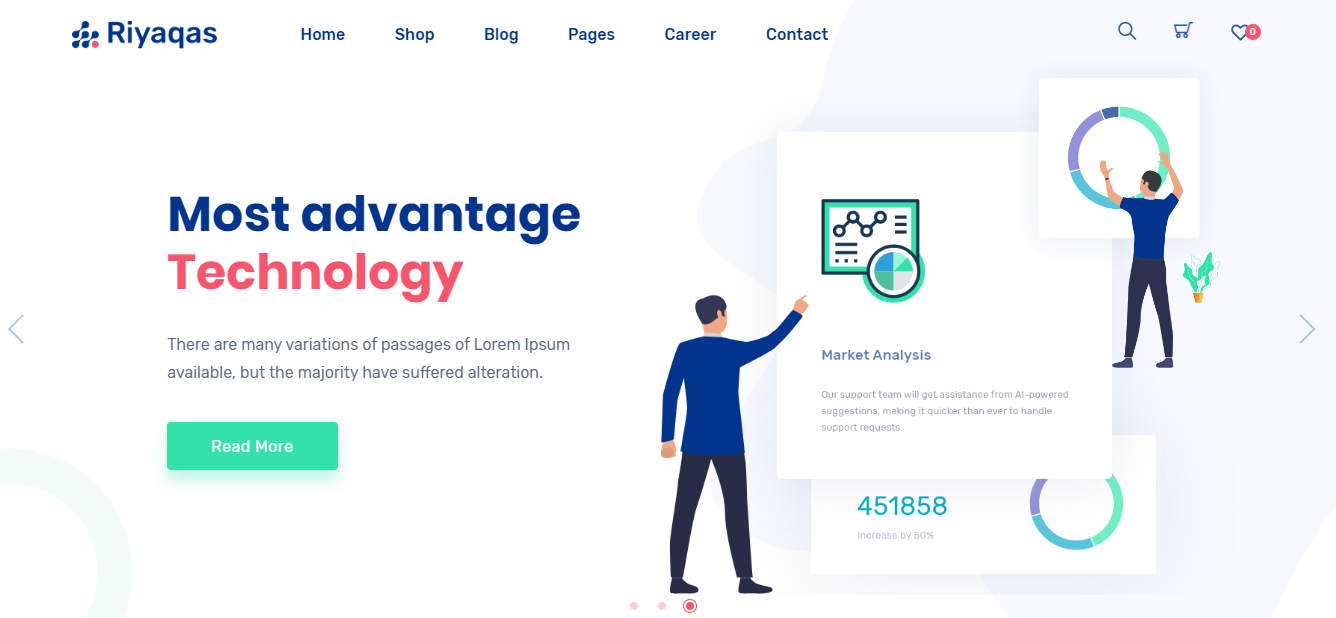 Riyaqas
Home Shop Blog Pages Career Contact
0
Most advantage
Technology
There are many variations of passages of Lorem Ipsum
available, but the majority have suffered alteration.
Read More
Market Analysis
Our support team will get assistance from AI-powered
suggestions, making it quicker than ever to handle
support requests.
451858
Increase by 50%